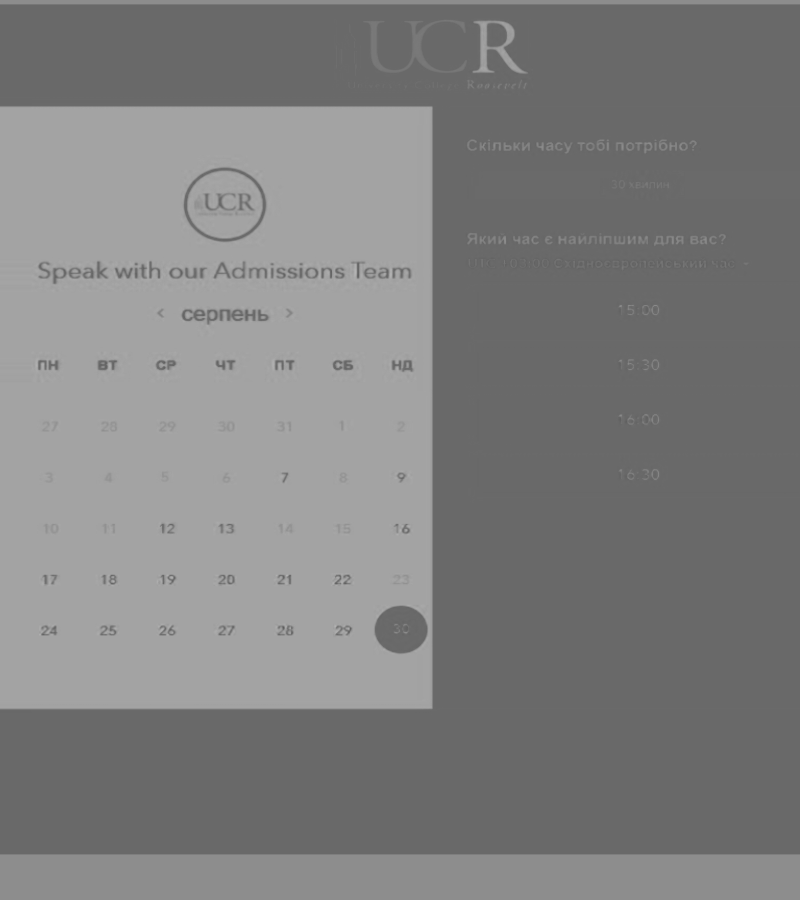 UCR
Roosevelt
UCR
Speak with our Admissions Team
< серпень >
ПН ВТ СР ЧТ ПТ СБ НД
27 28 29 30 31 1 2
3 4 5 6 7 8 9
10 11 12 13 14 15 16
17 18 19 20 21 22 23
24 25 26 27 28 29 30
Скільки часу тобі потрібно?
30 хвилин
Який час є найліпшим для вас?
Східноєвропейський час
15:00
15:30
16:00
16:30